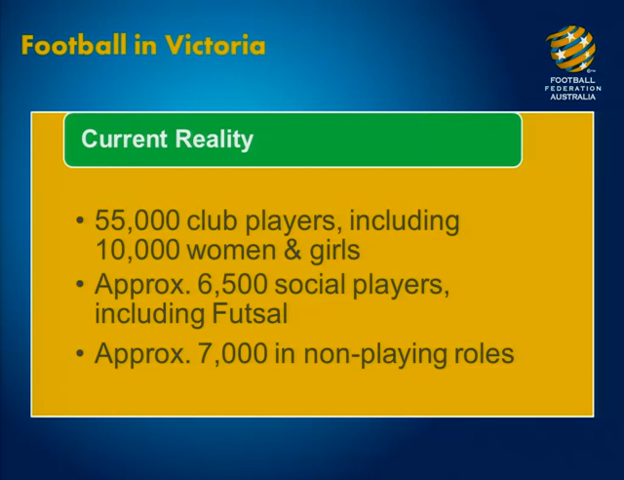 Football in Victoria
FOOTBALL
FEDERATION
AUSTRALIA
Current Reality
• 55,000 club players, including
10,000 women & girls
• Approx. 6,500 social players,
including Futsal
• Approx. 7,000 in non-playing roles